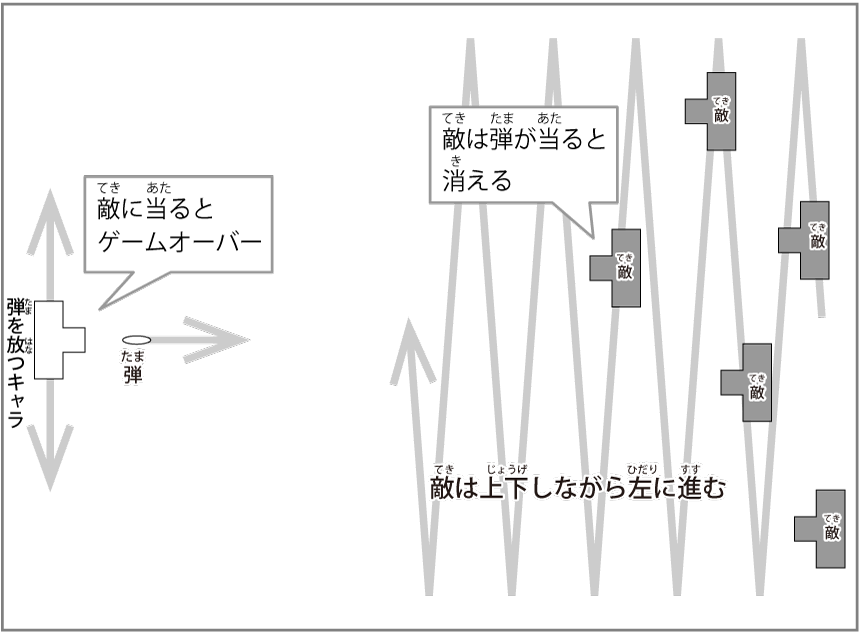 敵は弾が当ると
消える
敵に当ると
ゲームオーバー
弾を放つキャラ
弾
敵は上下しながら左に進む
敵
敵
敵
敵
敵
てき たま あた
き
てき あた
たま はな
たま
てき じょうげ ひだり すす
てき
てき
てき
てき
てき